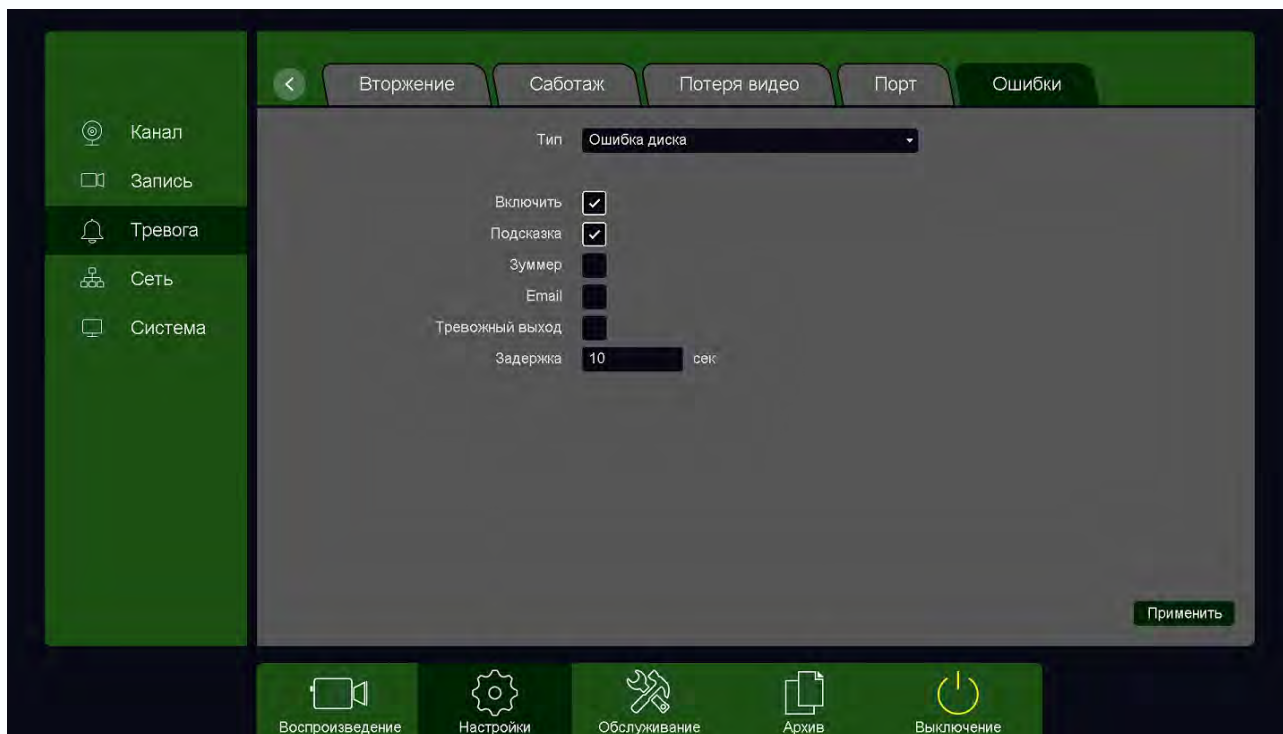 Вторжение
Саботаж
Потеря видео
Порт
Ошибки
Канал
Запись
Тревога
Сеть
Система
Тип Ошибка диска
Включить
Подсказка
Зуммер
Email
Тревожный выход
Задержка 10 сек
Применить
Воспроизведение
Настройки
Обслуживание
Архив
Выключение